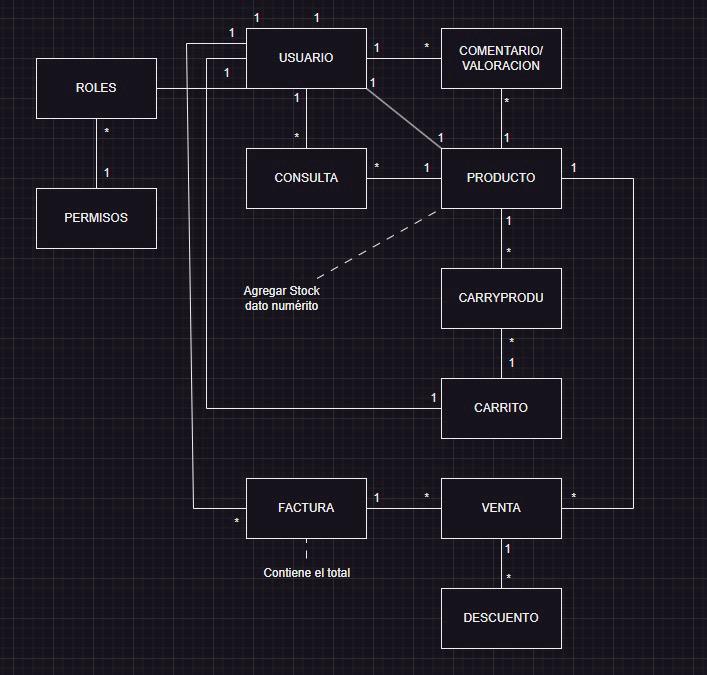 1 1
1 USUARIO 1 * COMENTARIO/
VALORACION
ROLES 1 1
1 * 
* CONSULTA * 1 1 PRODUCTO 1
* 1
1
PERMISOS
1
*
Agregar Stock
dato numérito
CARRYPRODU
*
1
1
CARRITO
FACTURA 1 * VENTA *
*
1
Contiene el total
*
DESCUENTO